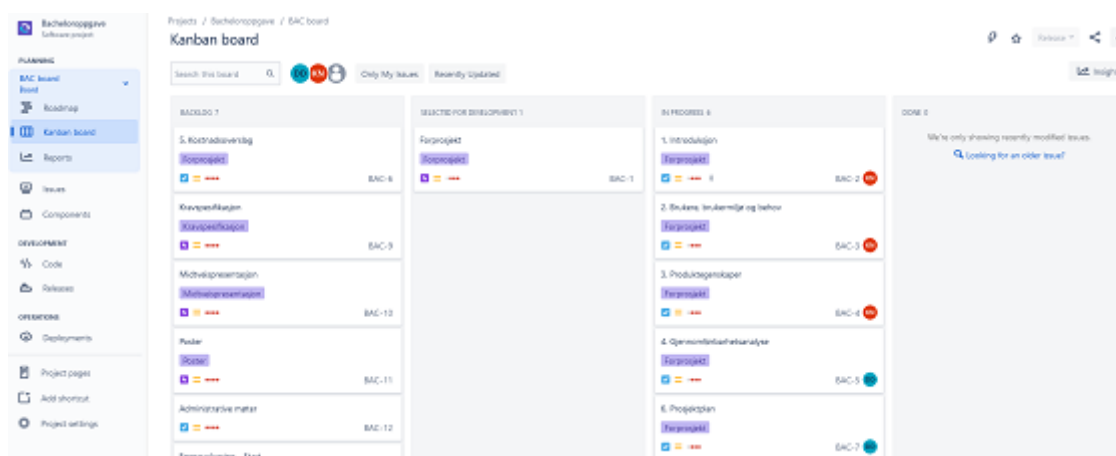 Bacheloroppgave
Software project
PLANNING
BAC board
Board
Roadmap
Kanban board
Reports
Issues
Components
DEVELOPMENT
Code
Releases
OPERATIONS
Deployments
Project pages
Add shortcut
Project settings
Projects / Bacheloroppgave / BAC board
Kanban board
Release
Search this board
Only My Issues
Recently Updated
BACKLOG 7
5. Kostnadsoverslag
Forprosjekt
BAC-6
Kravspesifikasjon
Kravspesifikasjon
BAC-9
Midtveispresentasjon
Midtveispresentasjon
BAC-10
Poster
Poster
BAC-11
Administrative møter
BAC-12
SELECTED FOR DEVELOPMENT 1
Forprosjekt
Forprosjekt
BAC-1
IN PROGRESS 6
1. Introduksjon
Forprosjekt
BAC-2
2. Brukere, brukermiljø og behov
Forprosjekt
BAC-3
3. Produktegenskaper
Forprosjekt
BAC-4
4. Gjennomførbarhetsanalyse
Forprosjekt
BAC-5
6. Prosjektplan
Forprosjekt
BAC-7
DONE 0
We're only showing recently modified issues.
Looking for an older issue?